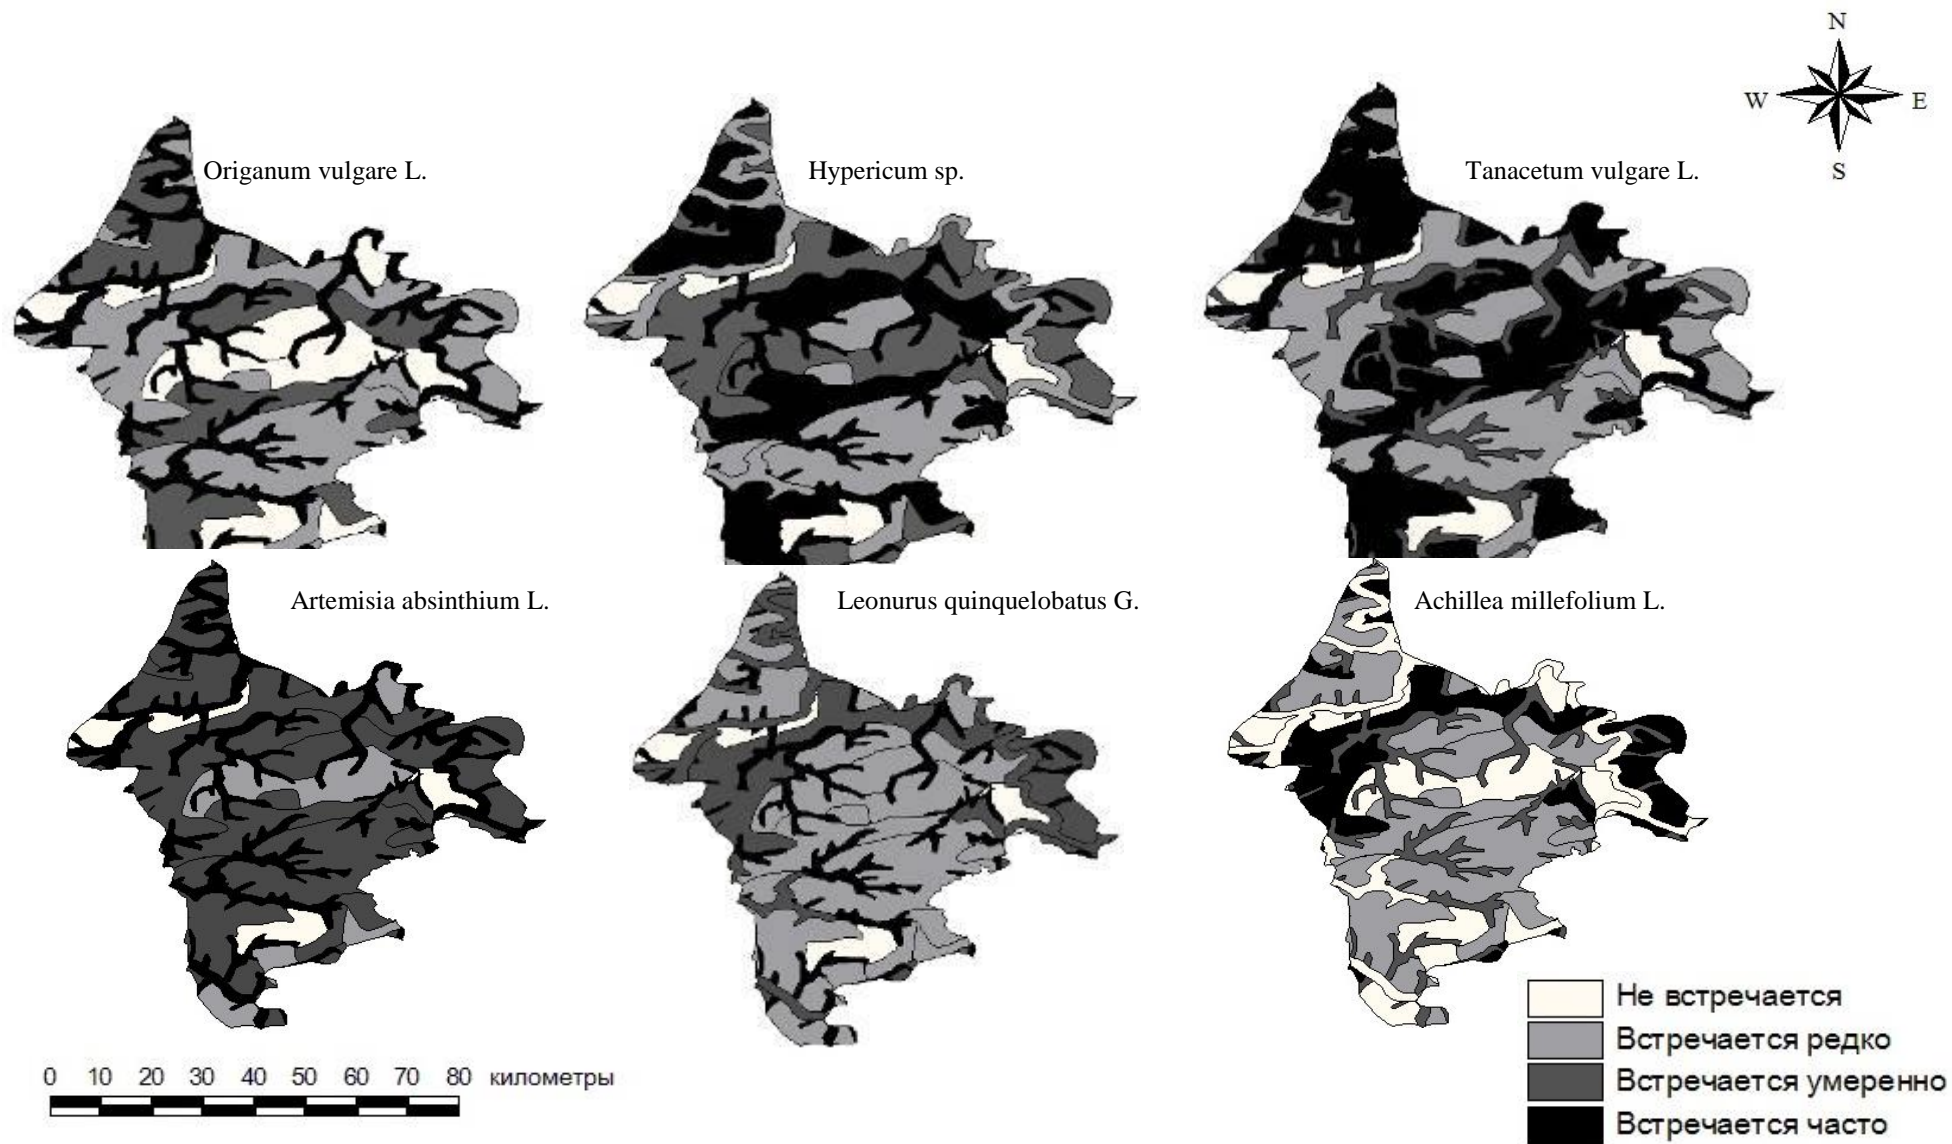 N
W E
S
Origanum vulgare L.
Hypericum sp.
Tanacetum vulgare L.
Artemisia absinthium L.
Leonurus quinquelobatus G.
Achillea millefolium L.
Не встречается
Встречается редко
Встречается умеренно
Встречается часто
0 10 20 30 40 50 60 70 80 километры